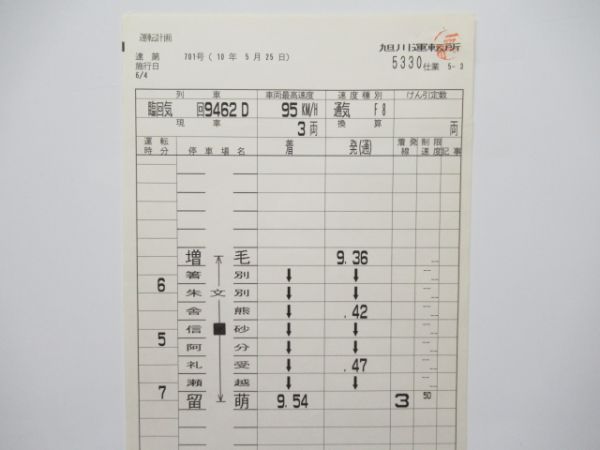 運転計画
達第 701号(10年 5月25日)
施行日
6/4
旭川運転所
5330仕業 5-3
列車 車両最高速度 速度種別 けん引定数
臨回気 回9462D 95KM/H 通気 F8
現車 3両 換算 両
運転時分 停車場名 着 発(通) 着発線 制限速度 記事
増毛 9.36
箸別 ↓ ↓
6 朱文別 ↓ ↓
舎熊 ↓ .42
信砂 ↓ ↓
5 阿分 ↓ ↓
礼受 ↓ .47
瀬越 ↓ ↓
7 留萌 9.54 3 50